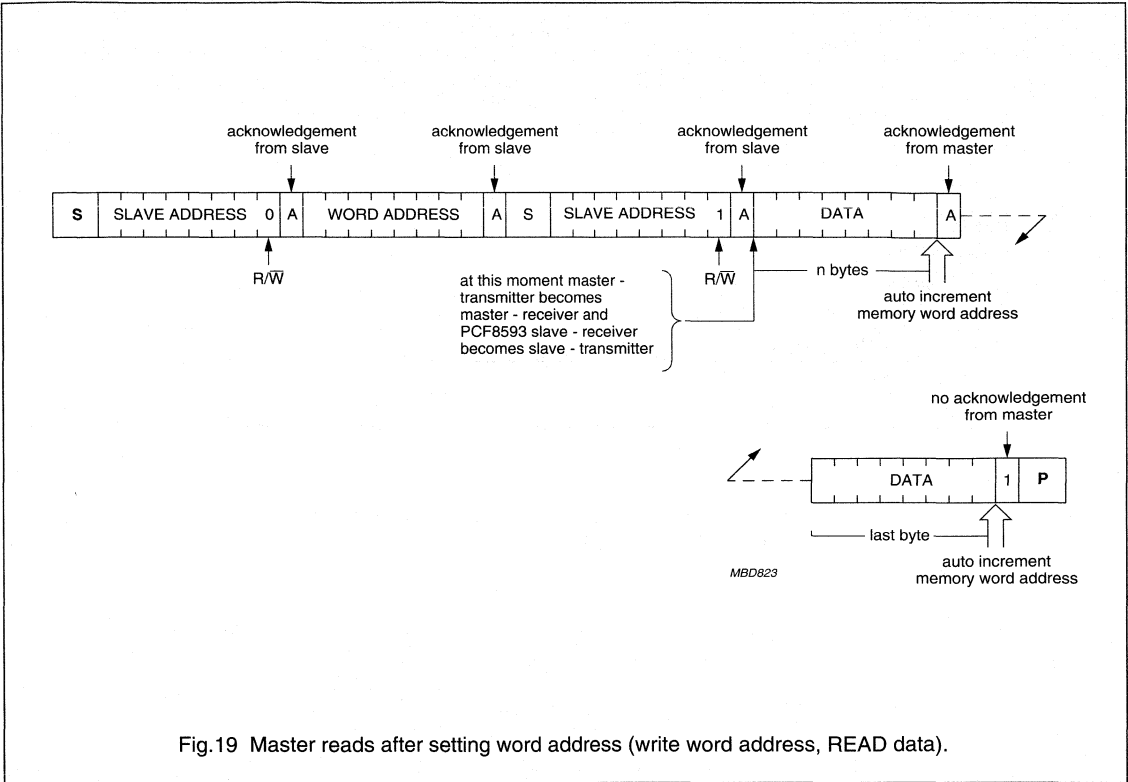 acknowledgement
from slave
acknowledgement
from slave
acknowledgement
from slave
acknowledgement
from master
S SLAVE ADDRESS 0 A WORD ADDRESS A S SLAVE ADDRESS 1 A DATA A
R/W̅
R/W̅
n bytes
at this moment master -
transmitter becomes
master - receiver and
PCF8593 slave - receiver
becomes slave - transmitter
auto increment
memory word address
no acknowledgement
from master
DATA 1 P
last byte
auto increment
memory word address
MBD823
Fig.19 Master reads after setting word address (write word address, READ data).